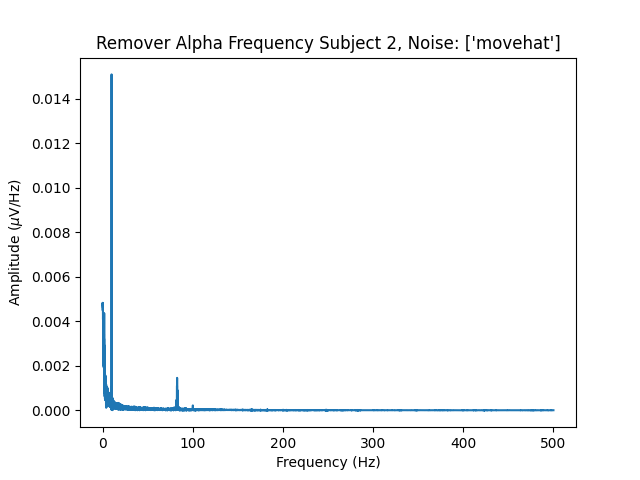 Remover Alpha Frequency Subject 2, Noise: ['movehat']
0.014
0.012
0.010
0.008
0.006
0.004
0.002
0.000
Amplitude (μV/Hz)
0 100 200 300 400 500
Frequency (Hz)